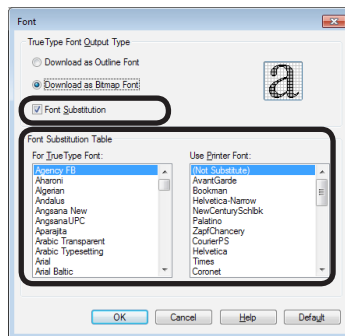 Font
TrueType Font Output Type
Download as Outline Font
Download as Bitmap Font
a
Font Substitution
Font Substitution Table
For TrueType Font:
Use Printer Font:
Agency FB
Aharoni
Algerian
Andalus
Angsana New
AngsanaUPC
Aparajita
Arabic Transparent
Arabic Typesetting
Arial
Arial Baltic
(Not Substitute)
AvantGarde
Bookman
Helvetica-Narrow
NewCenturySchlbk
Palatino
ZapfChancery
CourierPS
Helvetica
Times
Coronet
OK
Cancel
Help
Default